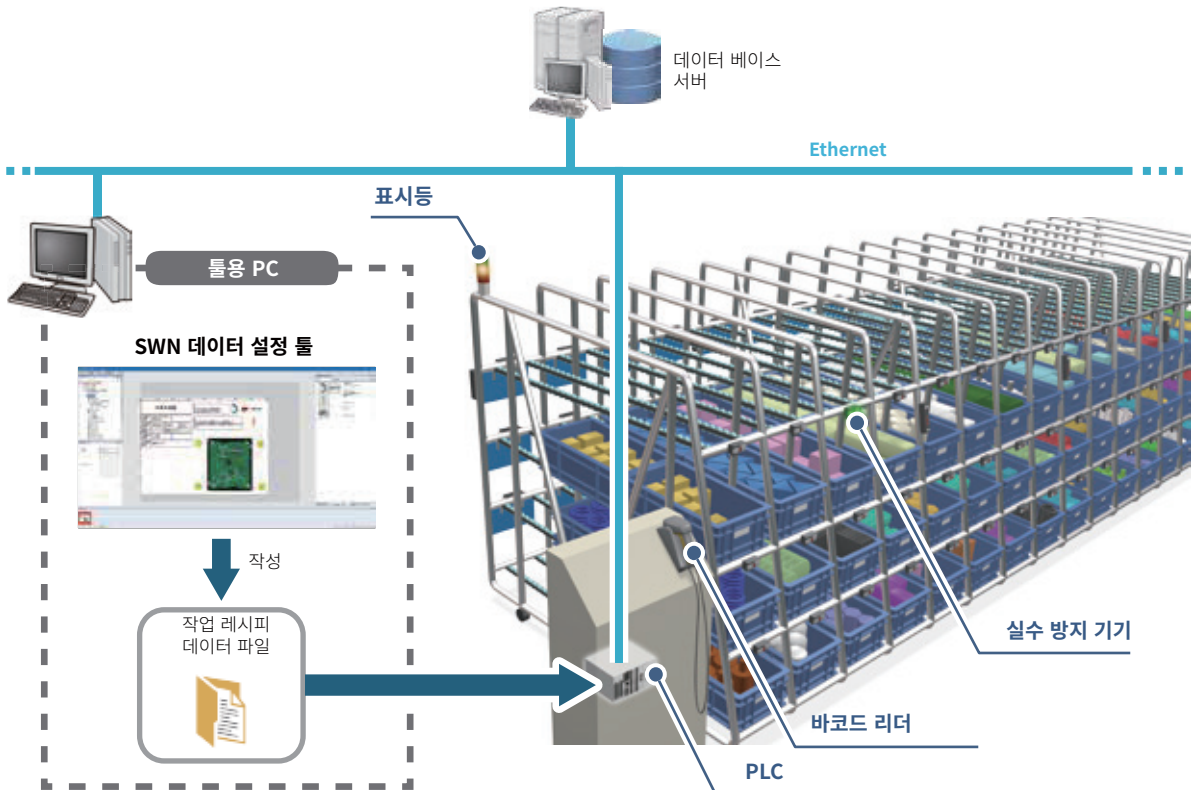 데이터 베이스
서버
Ethernet
표시등
툴용 PC
SWN 데이터 설정 툴
작성
작업 레시피
데이터 파일
실수 방지 기기
바코드 리더
PLC